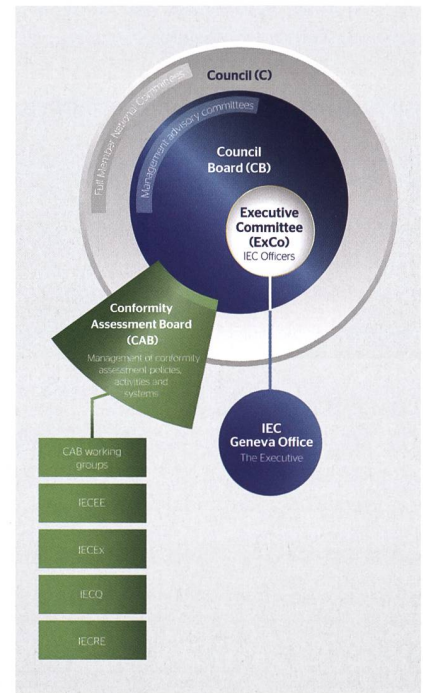 Council (C)
Full Member National Committees
Management advisory committees
Council
Board (CB)
Executive
Committee
(ExCo)
IEC Officers
Conformity
Assessment Board
(CAB)
Management of conformity
assessment policies,
activities and
systems
IEC
Geneva Office
The Executive
CAB working
groups
IECEE
IECEx
IECQ
IECRE